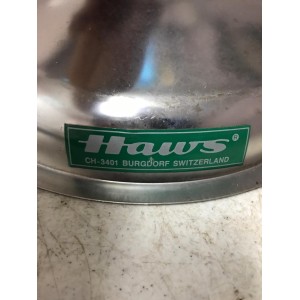 Haws®
CH-3401 BURGDORF SWITZERLAND